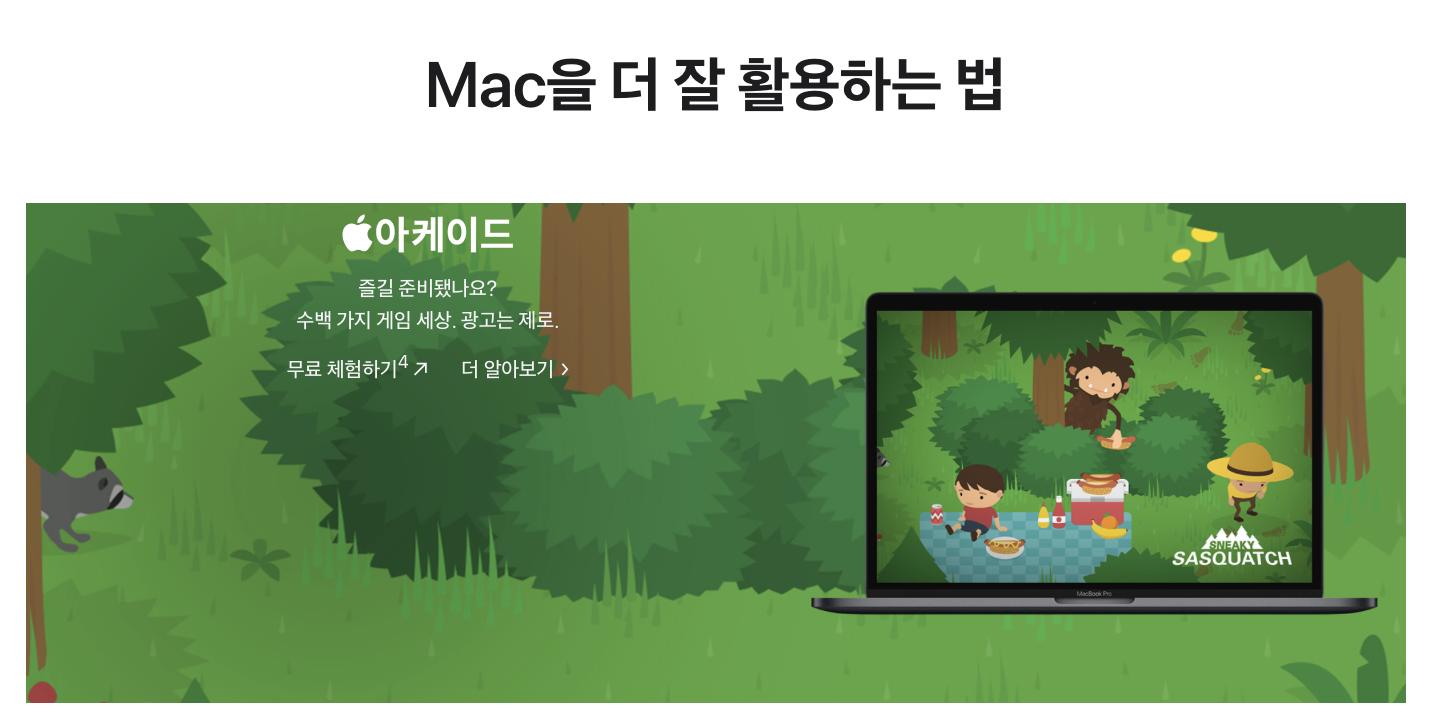 Mac을 더 잘 활용하는 법
아케이드
즐길 준비됐나요?
수백 가지 게임 세상. 광고는 제로.
무료 체험하기4 ↗ 더 알아보기 >
SNEAKY
SASQUATCH
MacBook Pro